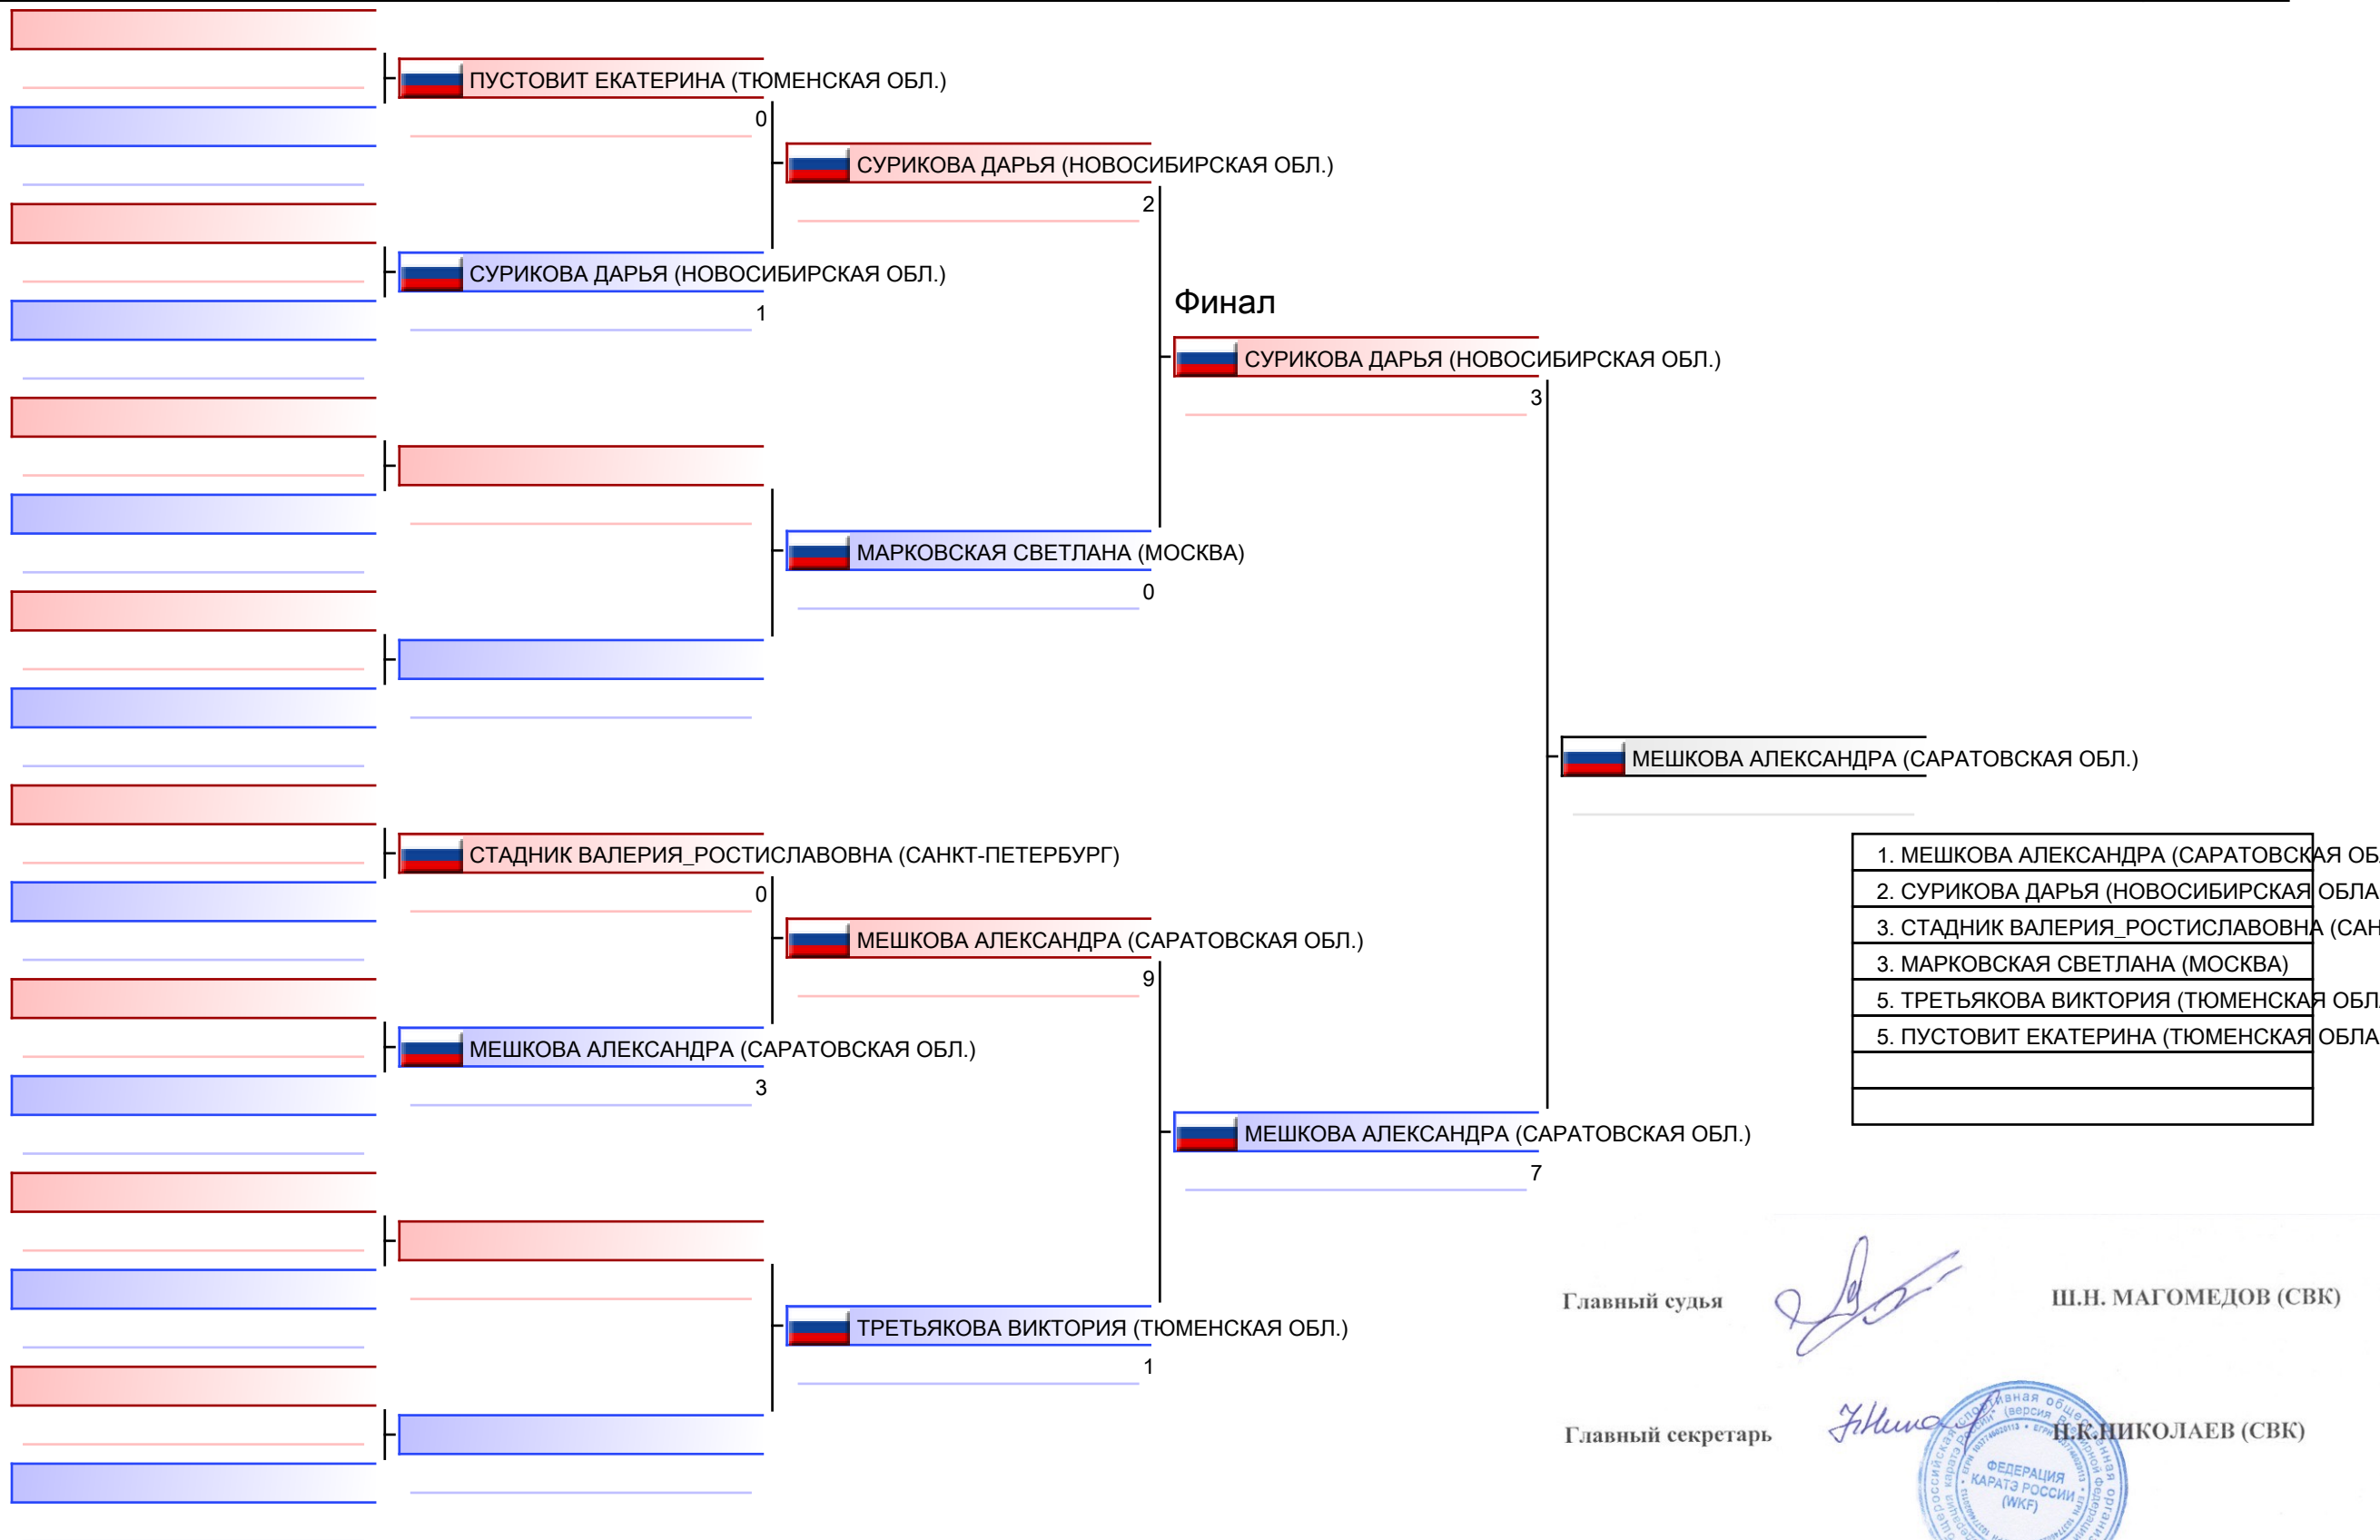 ПУСТОВИТ ЕКАТЕРИНА (ТЮМЕНСКАЯ ОБЛ.)
0
СУРИКОВА ДАРЬЯ (НОВОСИБИРСКАЯ ОБЛ.)
2
СУРИКОВА ДАРЬЯ (НОВОСИБИРСКАЯ ОБЛ.)
1
Финал
СУРИКОВА ДАРЬЯ (НОВОСИБИРСКАЯ ОБЛ.)
3
МАРКОВСКАЯ СВЕТЛАНА (МОСКВА)
0
МЕШКОВА АЛЕКСАНДРА (САРАТОВСКАЯ ОБЛ.)
СТАДНИК ВАЛЕРИЯ_РОСТИСЛАВОВНА (САНКТ-ПЕТЕРБУРГ)
0
МЕШКОВА АЛЕКСАНДРА (САРАТОВСКАЯ ОБЛ.)
9
МЕШКОВА АЛЕКСАНДРА (САРАТОВСКАЯ ОБЛ.)
3
МЕШКОВА АЛЕКСАНДРА (САРАТОВСКАЯ ОБЛ.)
7
ТРЕТЬЯКОВА ВИКТОРИЯ (ТЮМЕНСКАЯ ОБЛ.)
1
1. МЕШКОВА АЛЕКСАНДРА (САРАТОВСКАЯ ОБ
2. СУРИКОВА ДАРЬЯ (НОВОСИБИРСКАЯ ОБЛА
3. СТАДНИК ВАЛЕРИЯ_РОСТИСЛАВОВНА (САН
3. МАРКОВСКАЯ СВЕТЛАНА (МОСКВА)
5. ТРЕТЬЯКОВА ВИКТОРИЯ (ТЮМЕНСКАЯ ОБЛ
5. ПУСТОВИТ ЕКАТЕРИНА (ТЮМЕНСКАЯ ОБЛА
Главный судья
Ш.Н. МАГОМЕДОВ (СВК)
Главный секретарь
Н.К.НИКОЛАЕВ (СВК)
ФЕДЕРАЦИЯ
КАРАТЭ РОССИИ
(WKF)